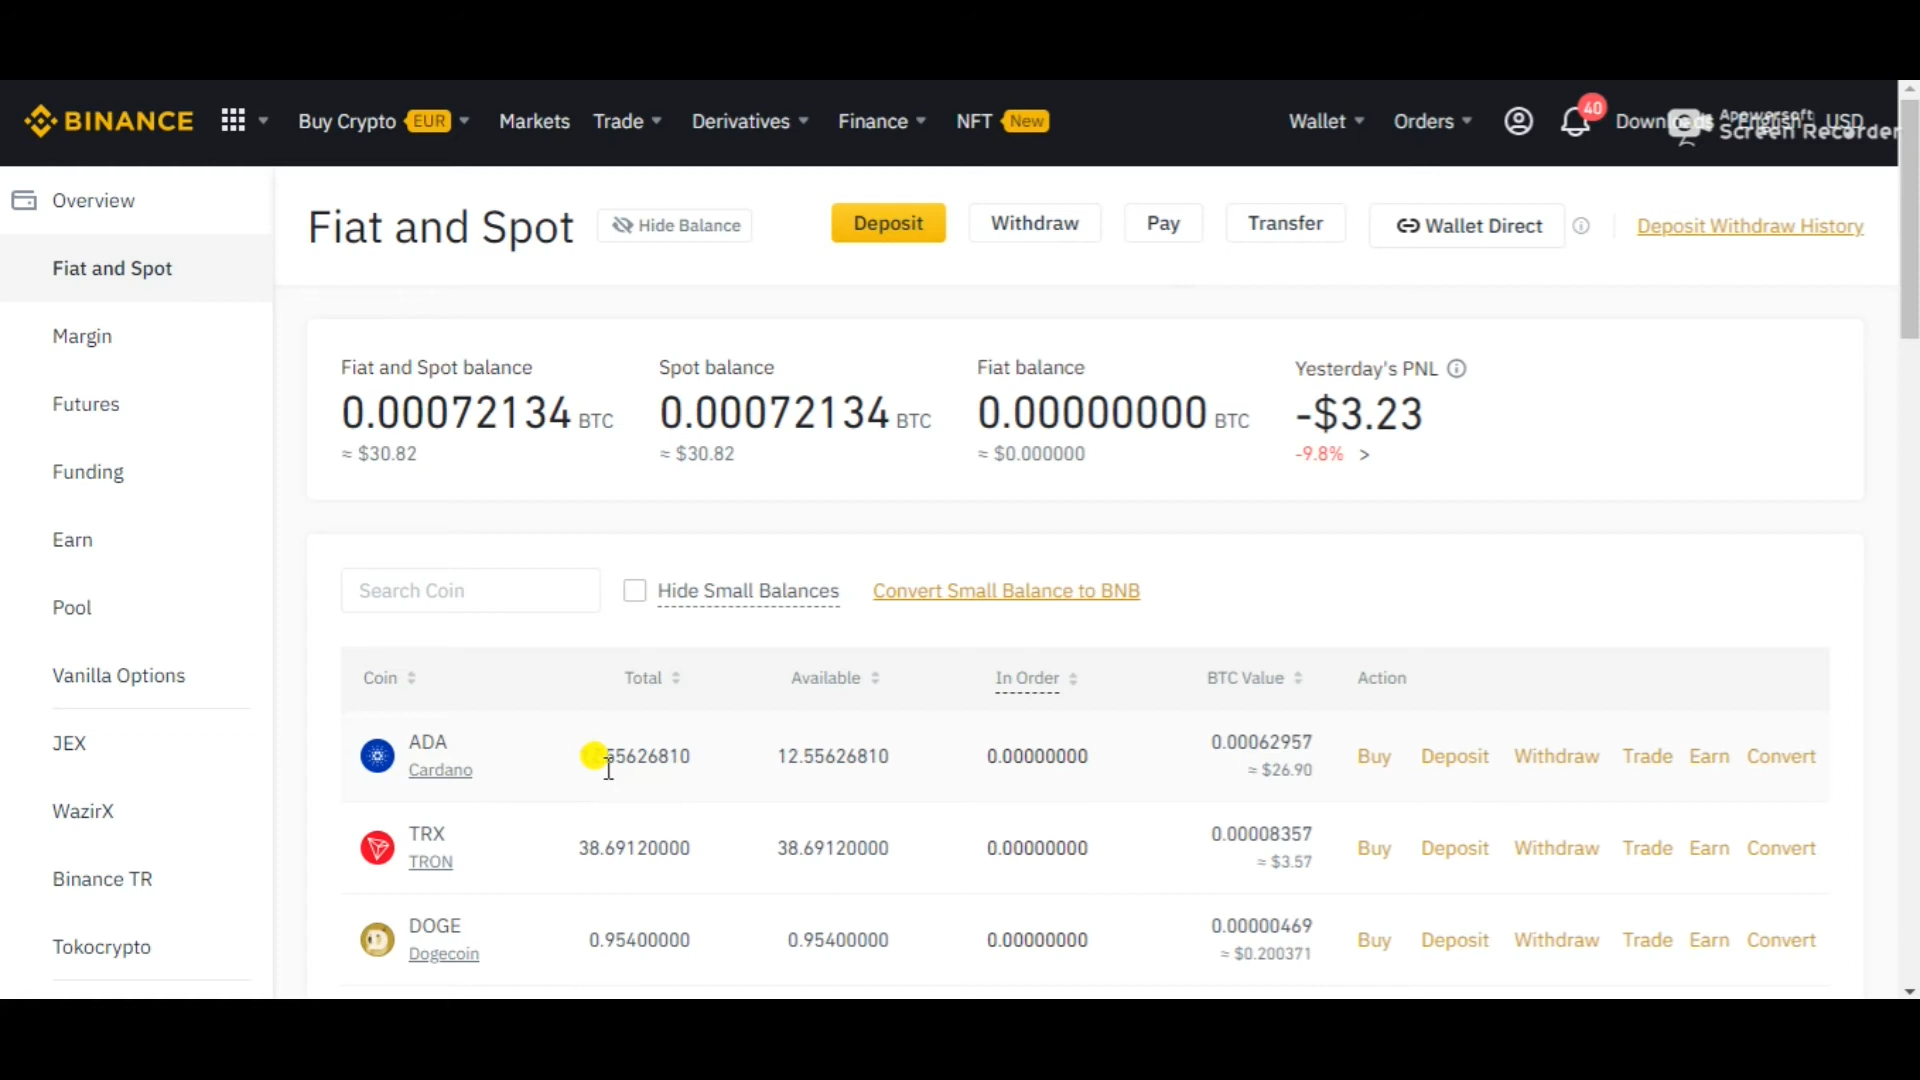 BINANCE Buy Crypto EUR Markets Trade Derivatives Finance NFT New Wallet Orders 40 English USD
Apowersoft
Screen Recorder
Overview
Fiat and Spot
Margin
Futures
Funding
Earn
Pool
Vanilla Options
JEX
WazirX
Binance TR
Tokocrypto
Fiat and Spot Hide Balance Deposit Withdraw Pay Transfer Wallet Direct Deposit Withdraw History
Fiat and Spot balance Spot balance Fiat balance Yesterday's PNL
0.00072134 BTC 0.00072134 BTC 0.00000000 BTC -$3.23
≈ $30.82 ≈ $30.82 ≈ $0.000000 -9.8% >
Search Coin Hide Small Balances Convert Small Balance to BNB
Coin Total Available In Order BTC Value Action
ADA 0.00062957
12.55626810 0.00000000 Buy Deposit Withdraw Trade Earn Convert
Cardano ≈ $26.90
TRX 0.00008357
38.69120000 38.69120000 0.00000000 Buy Deposit Withdraw Trade Earn Convert
TRON ≈ $3.57
DOGE 0.00000469
0.95400000 0.95400000 0.00000000 Buy Deposit Withdraw Trade Earn Convert
Dogecoin ≈ $0.200371